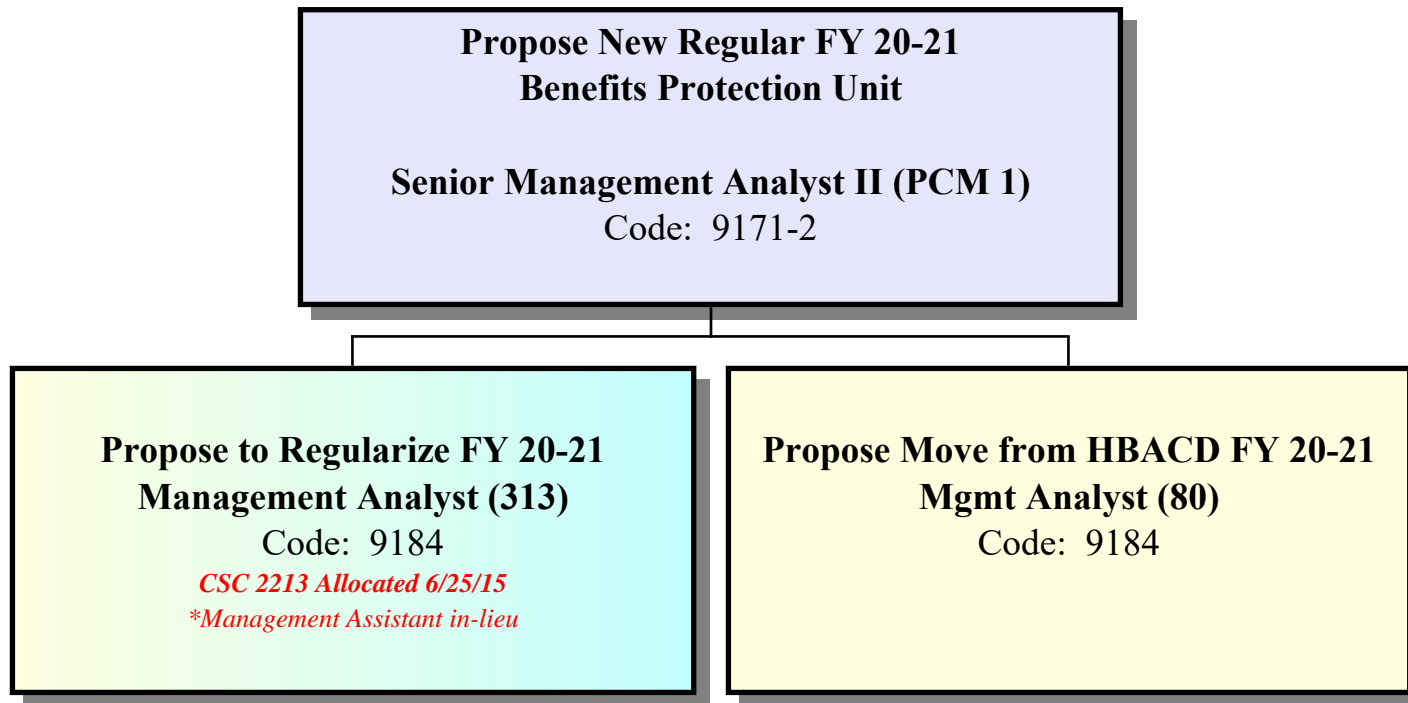 Propose New Regular FY 20-21
Benefits Protection Unit
Senior Management Analyst II (PCM 1)
Code: 9171-2
Propose to Regularize FY 20-21
Management Analyst (313)
Code: 9184
CSC 2213 Allocated 6/25/15
*Management Assistant in-lieu
Propose Move from HBACD FY 20-21
Mgmt Analyst (80)
Code: 9184